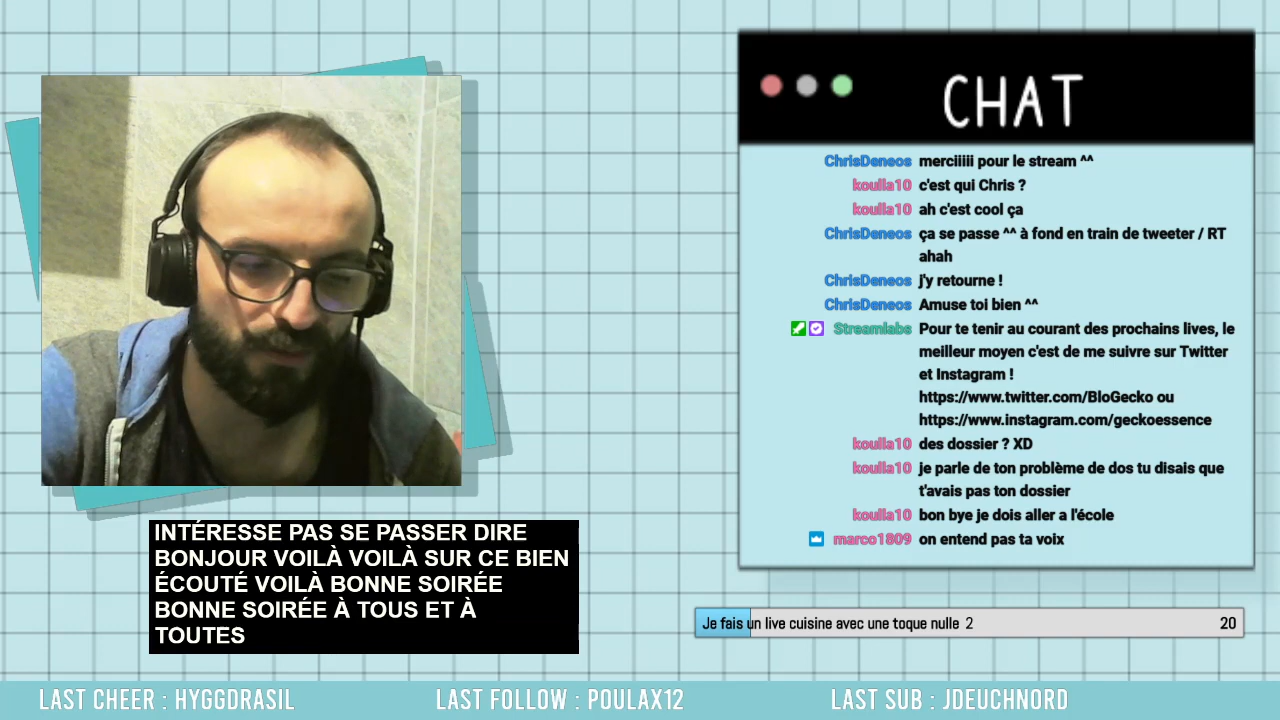 CHAT
ChrisDeneos merciiiii pour le stream ^^
koulla10 c'est qui Chris ?
koulla10 ah c'est cool ça
ChrisDeneos ça se passe ^^ à fond en train de tweeter / RT
ahah
ChrisDeneos j'y retourne !
ChrisDeneos Amuse toi bien ^^
Streamlabs Pour te tenir au courant des prochains lives, le
meilleur moyen c'est de me suivre sur Twitter
et Instagram !
https://www.twitter.com/BloGecko ou
https://www.instagram.com/geckoessence
koulla10 des dossier ? XD
koulla10 je parle de ton problème de dos tu disais que
t'avais pas ton dossier
koulla10 bon bye je dois aller a l'école
marco1809 on entend pas ta voix
INTÉRESSE PAS SE PASSER DIRE
BONJOUR VOILÀ VOILÀ SUR CE BIEN
ÉCOUTÉ VOILÀ BONNE SOIRÉE
BONNE SOIRÉE À TOUS ET À
TOUTES
Je fais un live cuisine avec une toque nulle 2 20
LAST CHEER : HYGGDRASIL LAST FOLLOW : POULAX12 LAST SUB : JDEUCHNORD